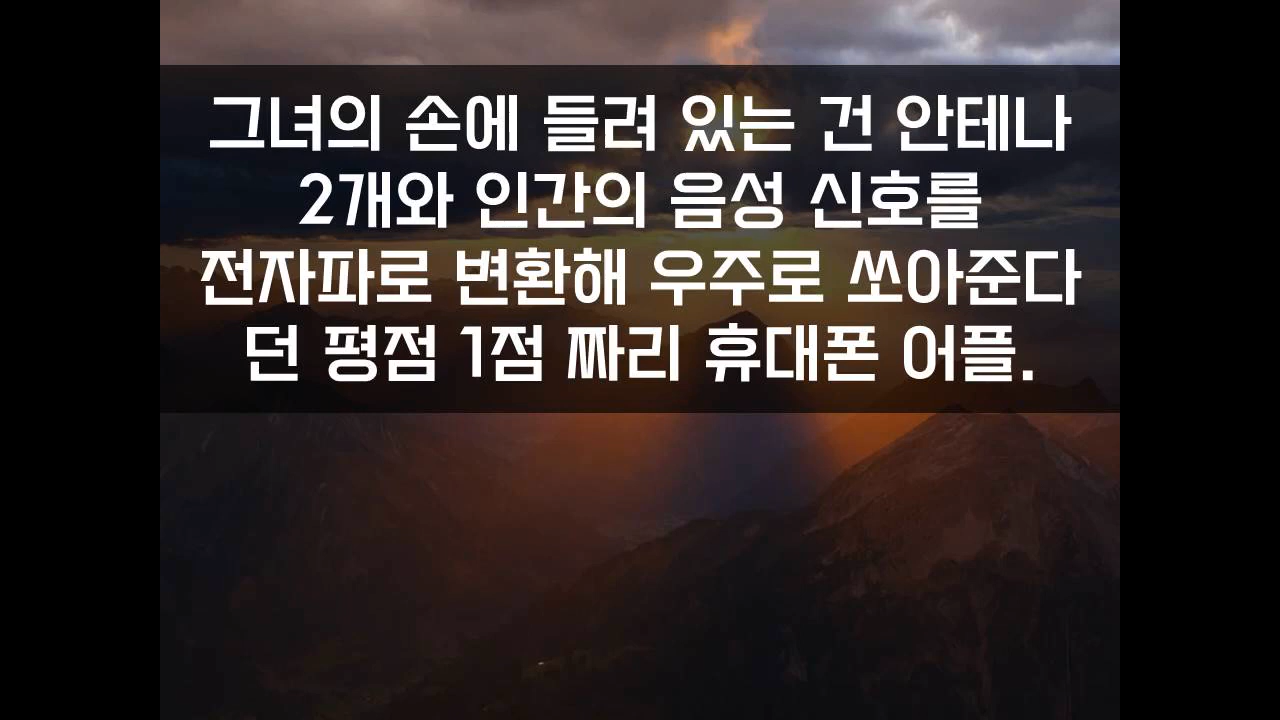 그녀의 손에 들려 있는 건 안테나
2개와 인간의 음성 신호를
전자파로 변환해 우주로 쏘아준다
던 평점 1점 짜리 휴대폰 어플.